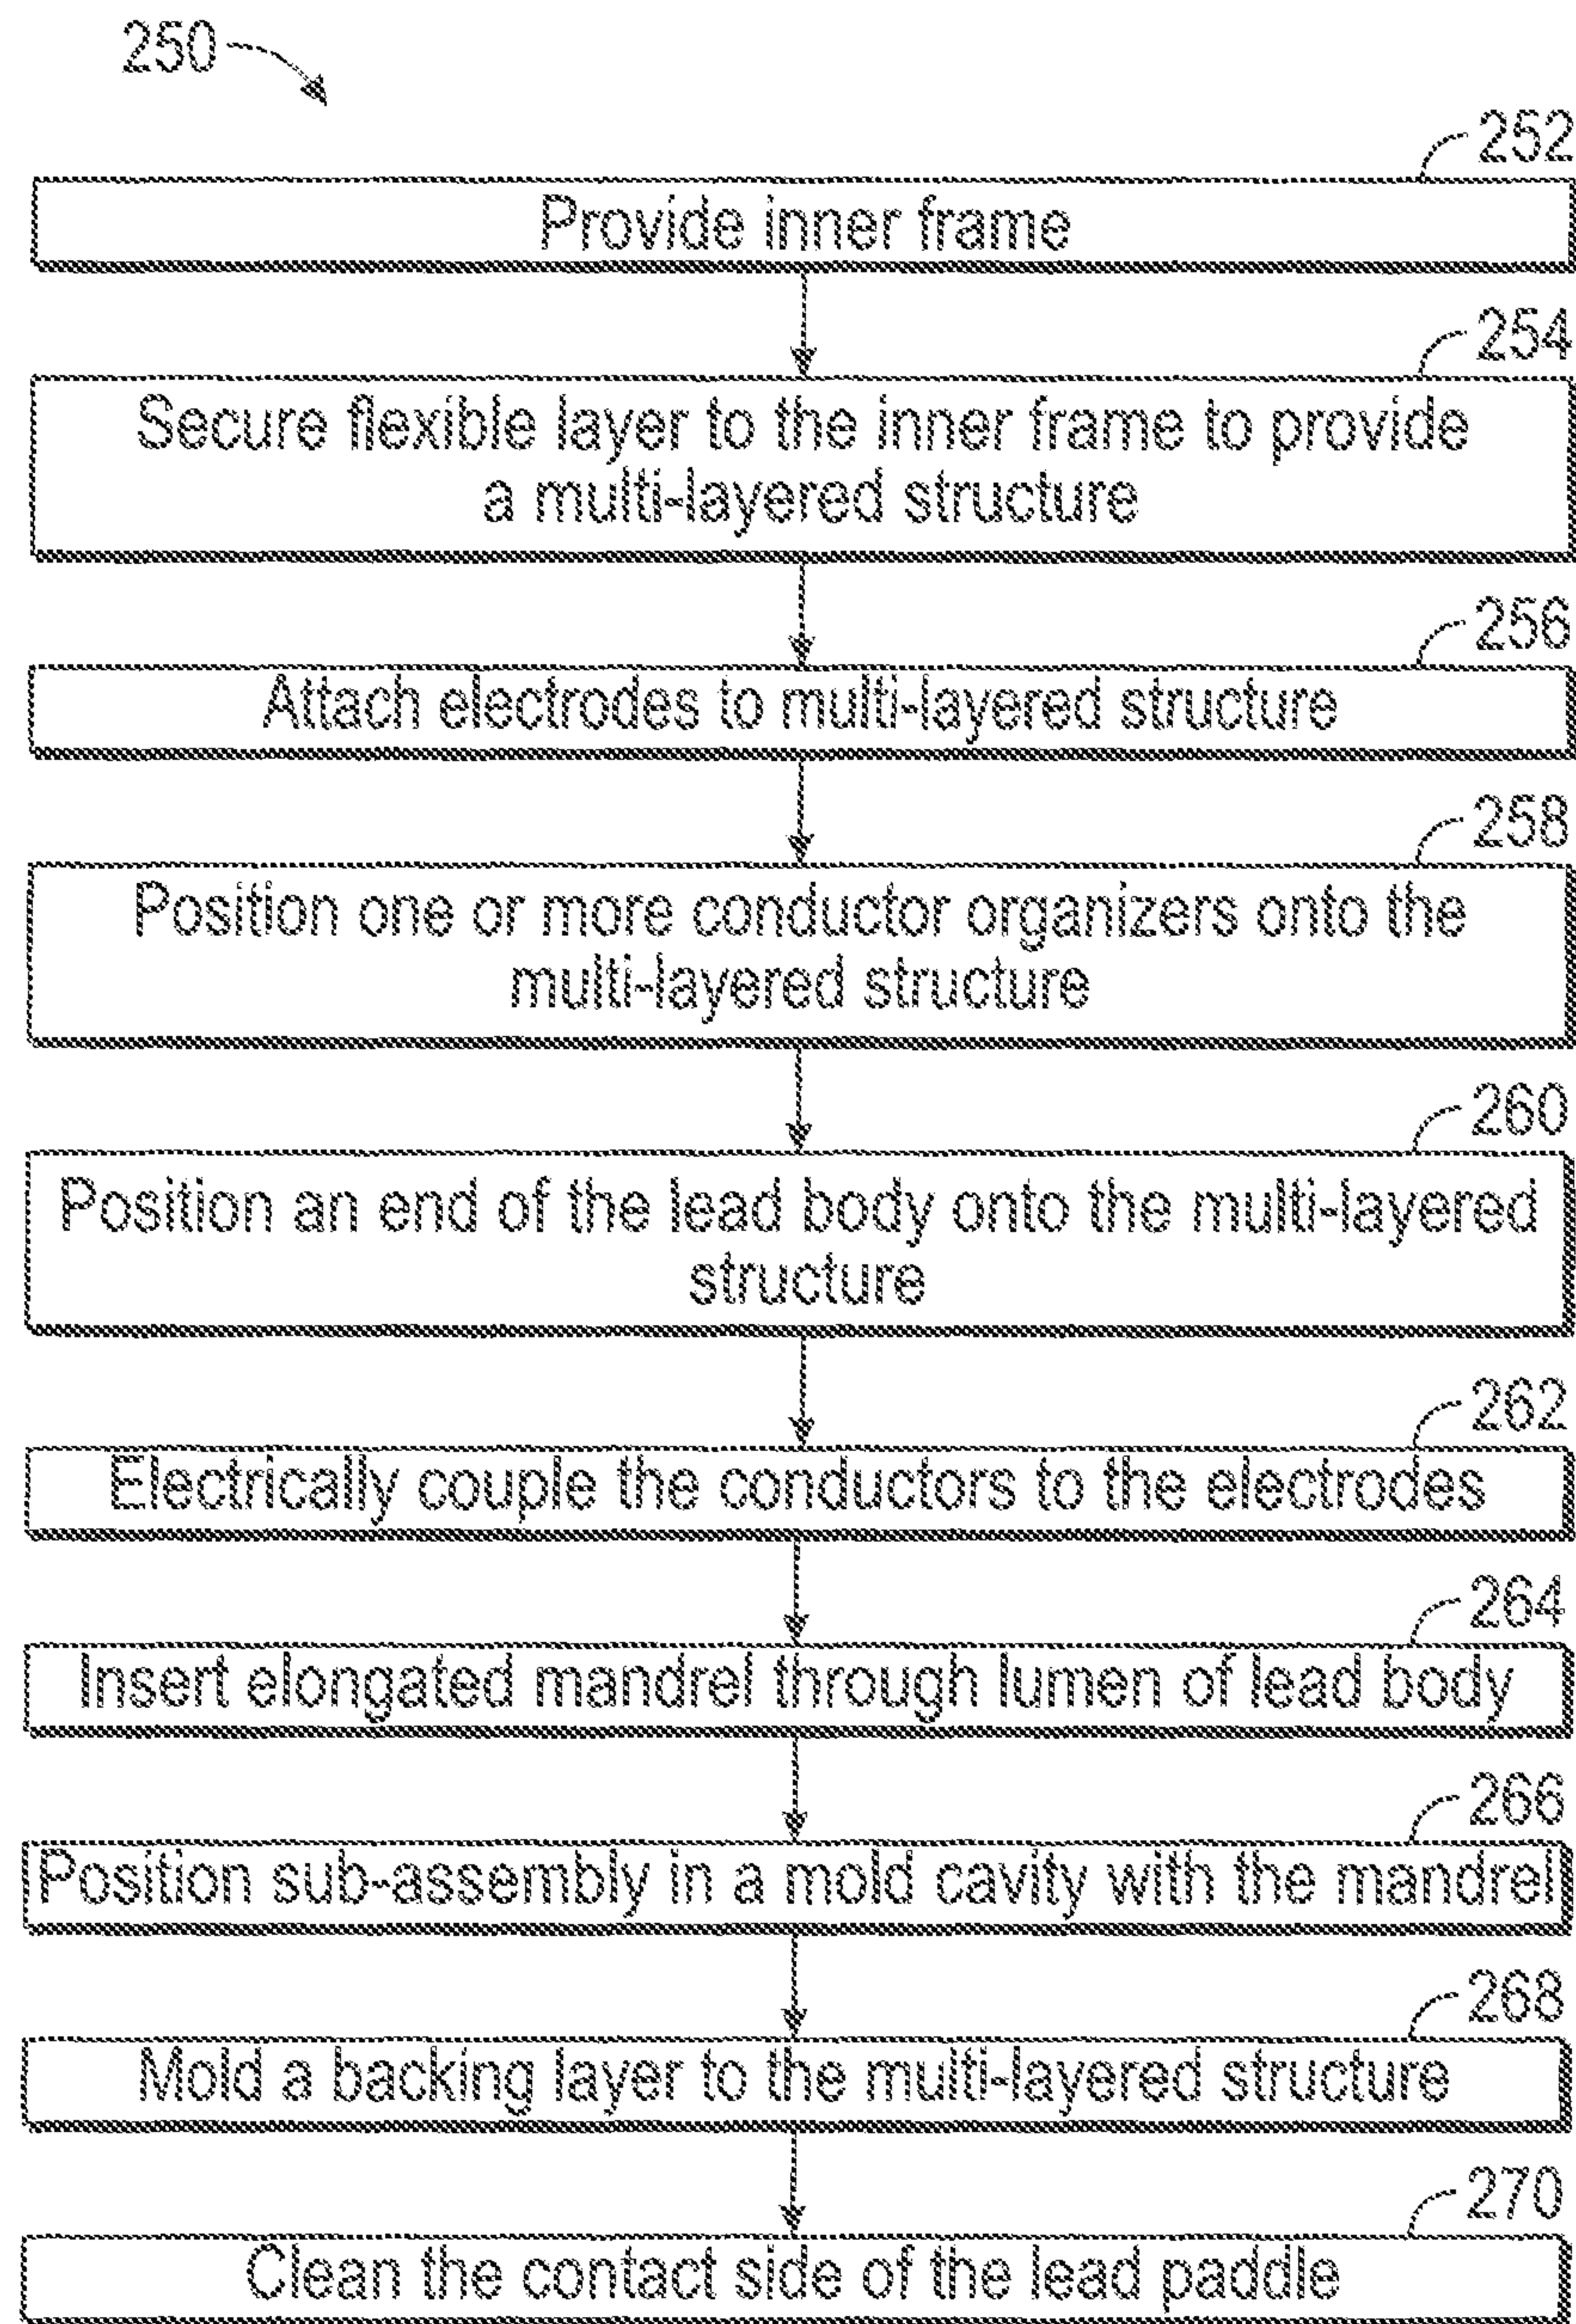 250
252
Provide inner frame
254
Secure flexible layer to the inner frame to provide
a multi-layered structure
256
Attach electrodes to multi-layered structure
258
Position one or more conductor organizers onto the
multi-layered structure
260
Position an end of the lead body onto the multi-layered
structure
262
Electrically couple the conductors to the electrodes
264
Insert elongated mandrel through lumen of lead body
266
Position sub-assembly in a mold cavity with the mandrel
268
Mold a backing layer to the multi-layered structure
270
Clean the contact side of the lead paddle